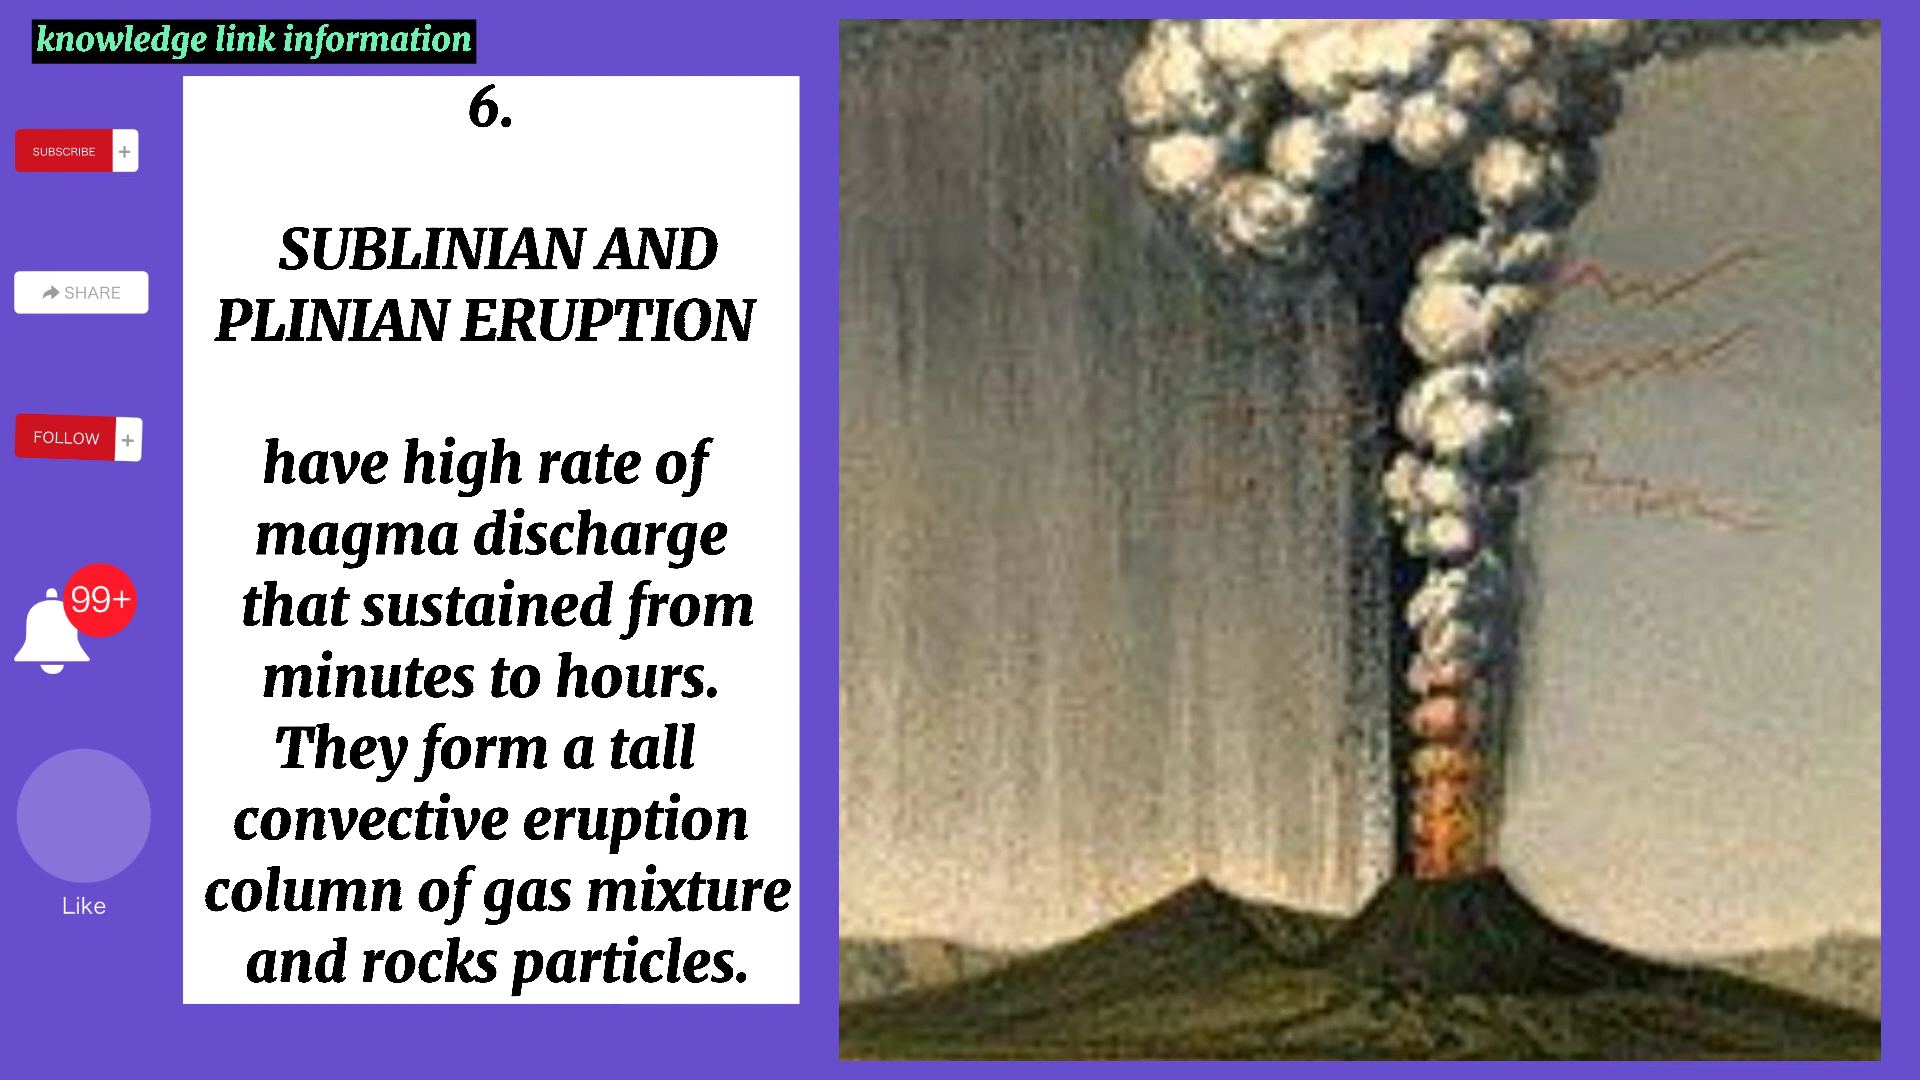 knowledge link information
SUBSCRIBE +
SHARE
FOLLOW +
99+
Like
6.
SUBLINIAN AND
PLINIAN ERUPTION
have high rate of
magma discharge
that sustained from
minutes to hours.
They form a tall
convective eruption
column of gas mixture
and rocks particles.